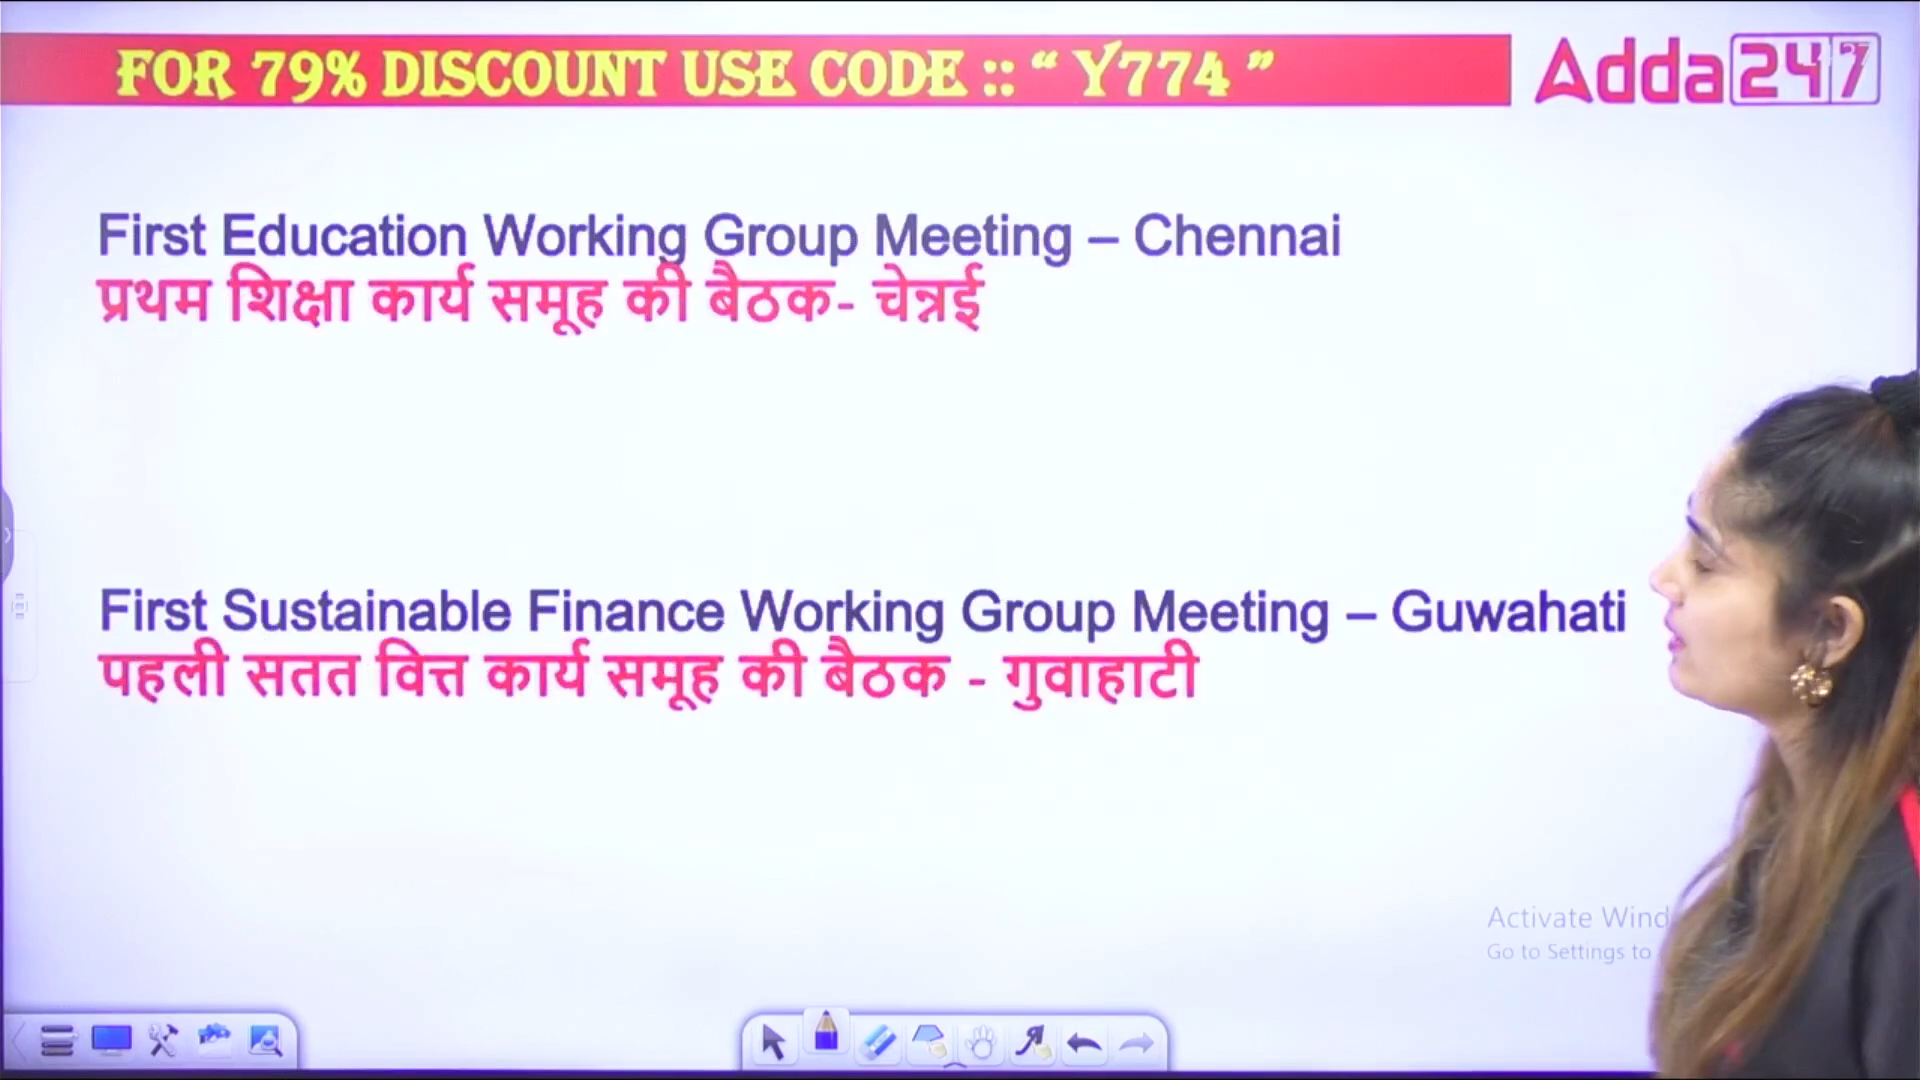 FOR 79% DISCOUNT USE CODE :: “ Y774 ”
Adda247
First Education Working Group Meeting – Chennai
प्रथम शिक्षा कार्य समूह की बैठक- चेन्नई
First Sustainable Finance Working Group Meeting – Guwahati
पहली सतत वित्त कार्य समूह की बैठक - गुवाहाटी
Activate Wind
Go to Settings to